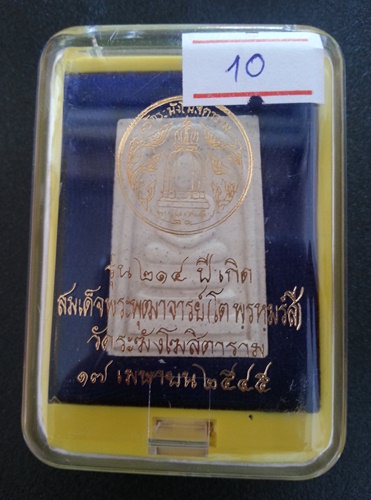 10
รุ่น ๒๑๔ ปี เกิด
สมเด็จพระพุฒาจารย์(โต พรหมรังสี)
วัดระฆังโฆสิตาราม
๑๗ เมษายน ๒๕๔๕